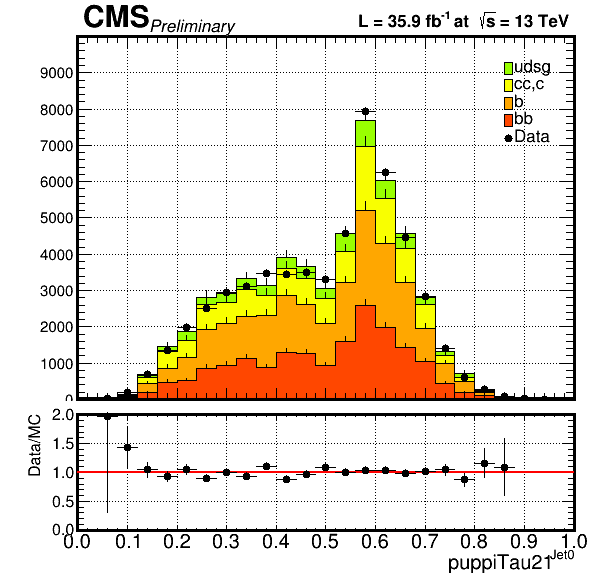 CMS Preliminary L = 35.9 fb⁻¹ at √s = 13 TeV
9000
8000
7000
6000
5000
4000
3000
2000
1000
0
udsg
cc,c
b
bb
Data
Data/MC
2.0
1.5
1.0
0.5
0.0
0.0 0.1 0.2 0.3 0.4 0.5 0.6 0.7 0.8 0.9 1.0
puppiTau21^Jet0